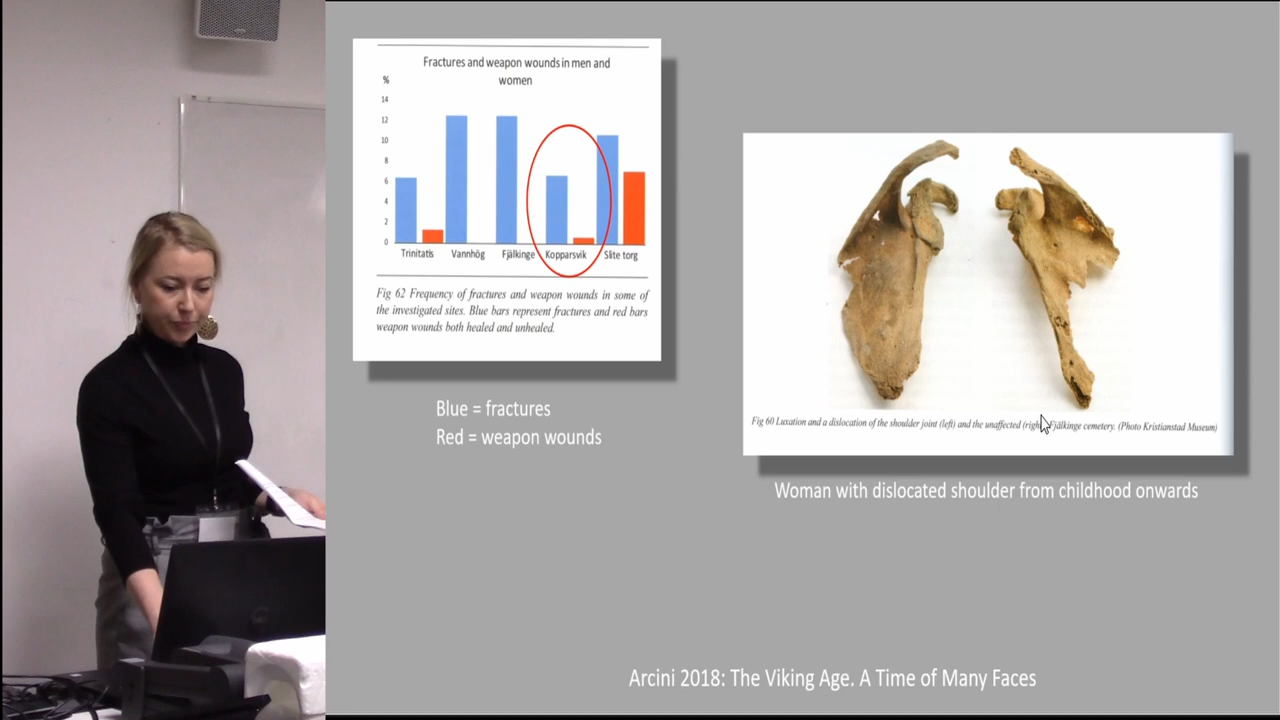 Fractures and weapon wounds in men and
women
%
14
12
10
8
6
4
2
0
Trinitatis Vannhög Fjälkinge Kopparsvik Slite torg
Fig 62 Frequency of fractures and weapon wounds in some of
the investigated sites. Blue bars represent fractures and red bars
weapon wounds both healed and unhealed.
Blue = fractures
Red = weapon wounds
Fig 60 Luxation and a dislocation of the shoulder joint (left) and the unaffected (righ Fjälkinge cemetery. (Photo Kristianstad Museum)
Woman with dislocated shoulder from childhood onwards
Arcini 2018: The Viking Age. A Time of Many Faces